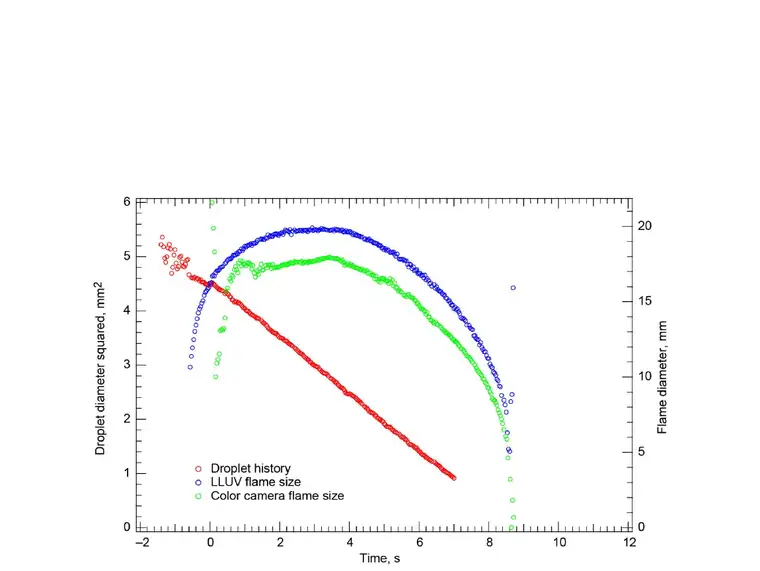 6
5
4
3
2
1
0
Droplet diameter squared, mm2
20
15
10
5
0
Flame diameter, mm
Droplet history
LLUV flame size
Color camera flame size
–2 0 2 4 6 8 10 12
Time, s